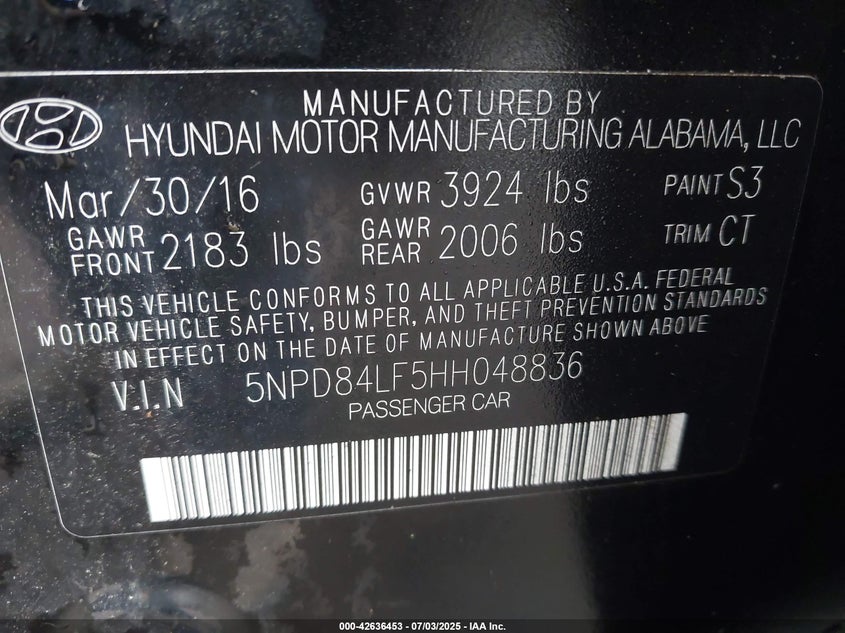 MANUFACTURED BY
HYUNDAI MOTOR MANUFACTURING ALABAMA, LLC
Mar/30/16 GVWR 3924 lbs PAINT S3
GAWR FRONT 2183 lbs GAWR REAR 2006 lbs TRIM CT
THIS VEHICLE CONFORMS TO ALL APPLICABLE U.S.A. FEDERAL
MOTOR VEHICLE SAFETY, BUMPER, AND THEFT PREVENTION STANDARDS
IN EFFECT ON THE DATE OF MANUFACTURE SHOWN ABOVE
V.I.N 5NPD84LF5HH048836
PASSENGER CAR
000-42636453 - 07/03/2025 - IAA Inc.